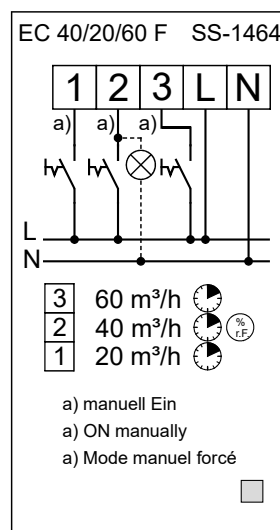 EC 40/20/60 F SS-1464
1 2 3 L N
a) a) a)
L
N
3 60 m³/h
2 40 m³/h % r.F.
1 20 m³/h
a) manuell Ein
a) ON manually
a) Mode manuel forcé